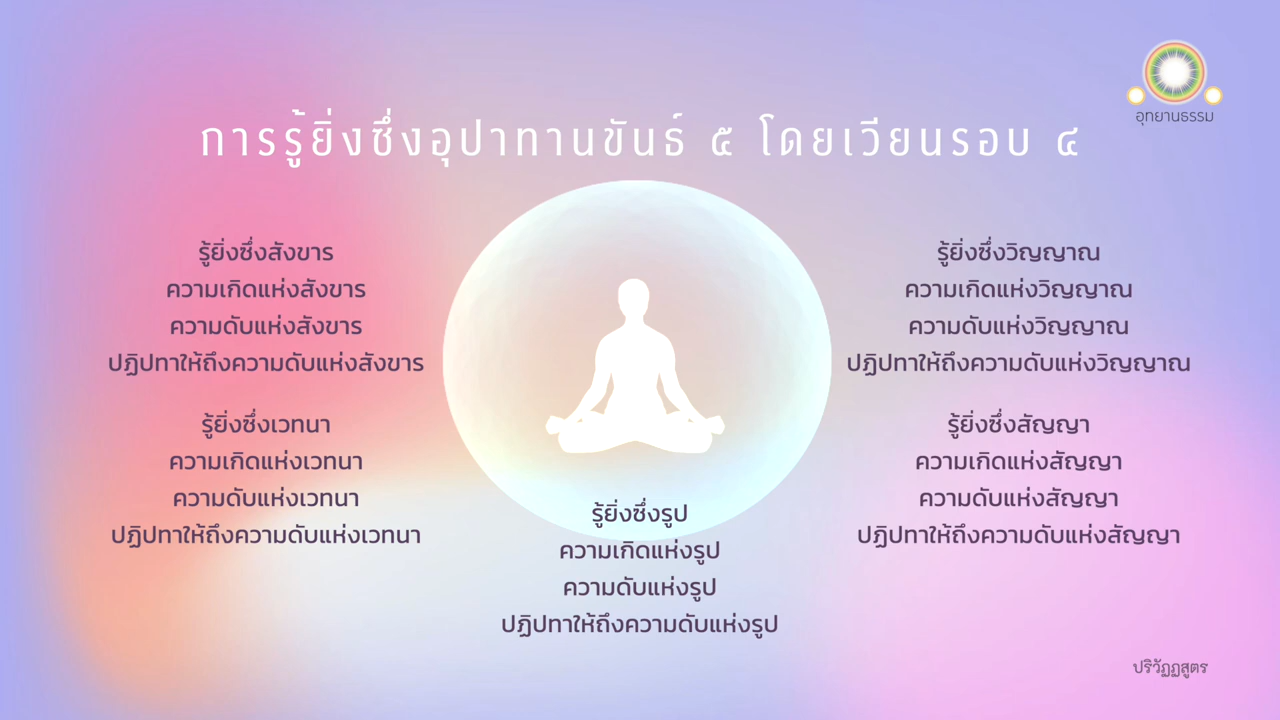 อุทยานธรรม
การรู้ยิ่งซึ่งอุปาทานขันธ์ ๕ โดยเวียนรอบ ๔
รู้ยิ่งซึ่งสังขาร
ความเกิดแห่งสังขาร
ความดับแห่งสังขาร
ปฏิปทาให้ถึงความดับแห่งสังขาร
รู้ยิ่งซึ่งวิญญาณ
ความเกิดแห่งวิญญาณ
ความดับแห่งวิญญาณ
ปฏิปทาให้ถึงความดับแห่งวิญญาณ
รู้ยิ่งซึ่งเวทนา
ความเกิดแห่งเวทนา
ความดับแห่งเวทนา
ปฏิปทาให้ถึงความดับแห่งเวทนา
รู้ยิ่งซึ่งสัญญา
ความเกิดแห่งสัญญา
ความดับแห่งสัญญา
ปฏิปทาให้ถึงความดับแห่งสัญญา
รู้ยิ่งซึ่งรูป
ความเกิดแห่งรูป
ความดับแห่งรูป
ปฏิปทาให้ถึงความดับแห่งรูป
ปริวัฏฏสูตร